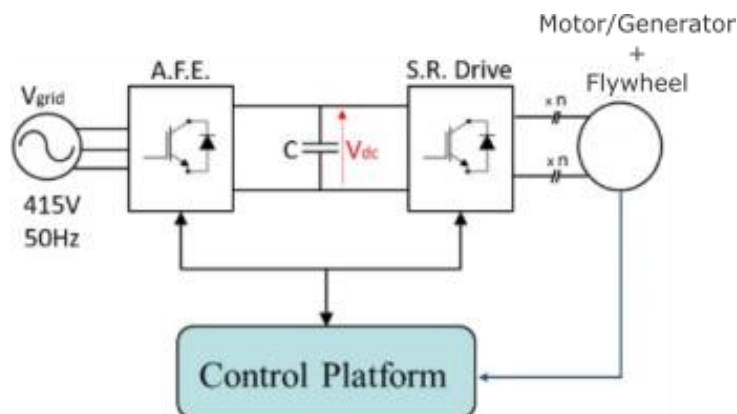 Motor/Generator
+
Flywheel
A.F.E.
S.R. Drive
Vgrid
x n
C
Vdc
x n
415V
50Hz
Control Platform